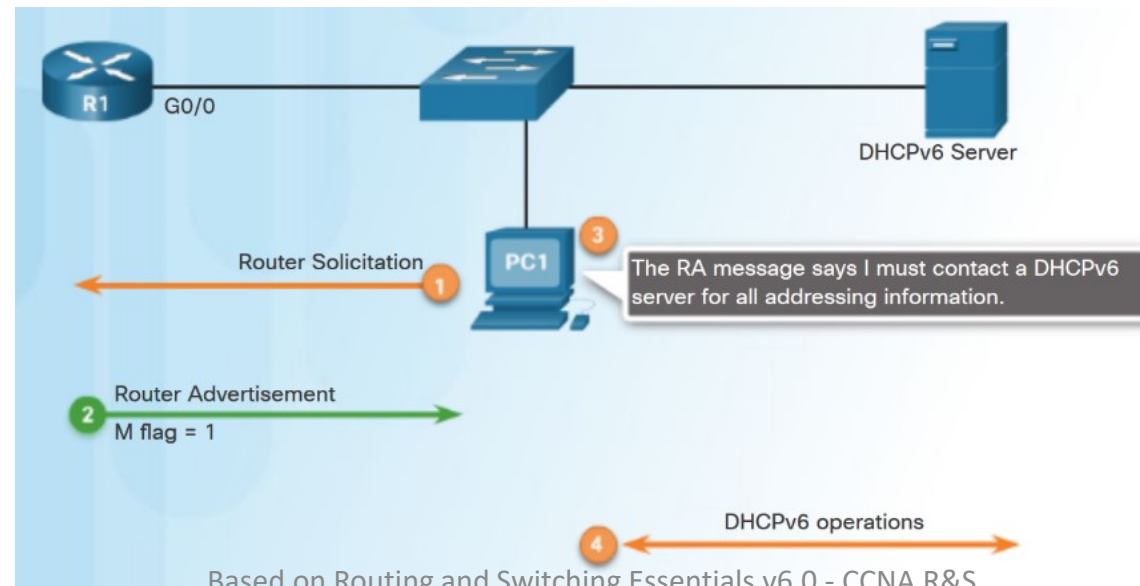 R1
G0/0
DHCPv6 Server
PC1
3
The RA message says I must contact a DHCPv6
server for all addressing information.
Router Solicitation
1
2
Router Advertisement
M flag = 1
4
DHCPv6 operations
Based on Routing and Switching Essentials v6.0 - CCNA R&S